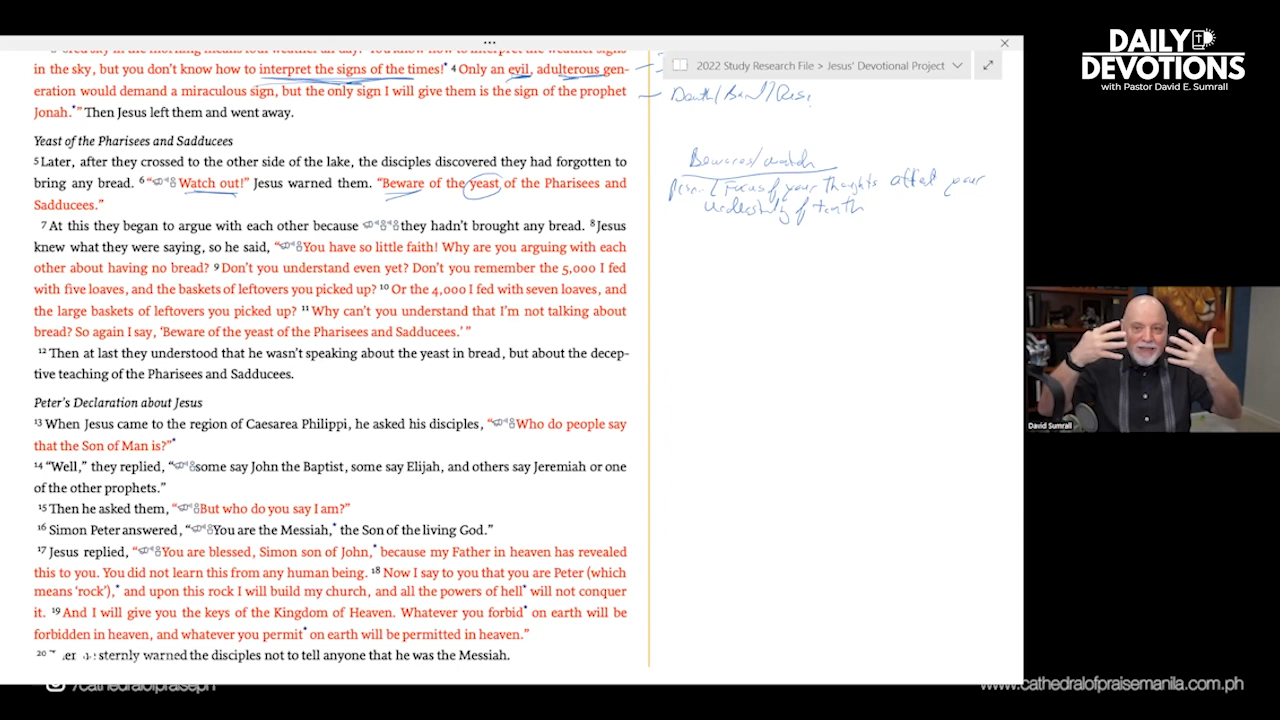 in the sky, but you don't know how to interpret the signs of the times!* 4 Only an evil, adulterous gen-
eration would demand a miraculous sign, but the only sign I will give them is the sign of the prophet
Jonah.*” Then Jesus left them and went away.
Yeast of the Pharisees and Sadducees
5 Later, after they crossed to the other side of the lake, the disciples discovered they had forgotten to
bring any bread. 6 “Watch out!” Jesus warned them. “Beware of the yeast of the Pharisees and
Sadducees.”
7 At this they began to argue with each other because they hadn't brought any bread. 8 Jesus
knew what they were saying, so he said, “You have so little faith! Why are you arguing with each
other about having no bread? 9 Don't you understand even yet? Don't you remember the 5,000 I fed
with five loaves, and the baskets of leftovers you picked up? 10 Or the 4,000 I fed with seven loaves, and
the large baskets of leftovers you picked up? 11 Why can't you understand that I'm not talking about
bread? So again I say, ‘Beware of the yeast of the Pharisees and Sadducees.’”
12 Then at last they understood that he wasn't speaking about the yeast in bread, but about the decep-
tive teaching of the Pharisees and Sadducees.
Peter's Declaration about Jesus
13 When Jesus came to the region of Caesarea Philippi, he asked his disciples, “Who do people say
that the Son of Man is?”*
14 “Well,” they replied, “some say John the Baptist, some say Elijah, and others say Jeremiah or one
of the other prophets.”
15 Then he asked them, “But who do you say I am?”
16 Simon Peter answered, “You are the Messiah,* the Son of the living God.”
17 Jesus replied, “You are blessed, Simon son of John,* because my Father in heaven has revealed
this to you. You did not learn this from any human being. 18 Now I say to you that you are Peter (which
means ‘rock’),* and upon this rock I will build my church, and all the powers of hell* will not conquer
it. 19 And I will give you the keys of the Kingdom of Heaven. Whatever you forbid* on earth will be
forbidden in heaven, and whatever you permit* on earth will be permitted in heaven.”
20 sternly warned the disciples not to tell anyone that he was the Messiah.
2022 Study Research File > Jesus' Devotional Project
Beware/watch
Focus of your thoughts affect your
of truth
DAILY
DEVOTIONS
with Pastor David E. Sumrall
David Sumrall
/cathedralofpraiseph
www.cathedralofpraisemanila.com.ph